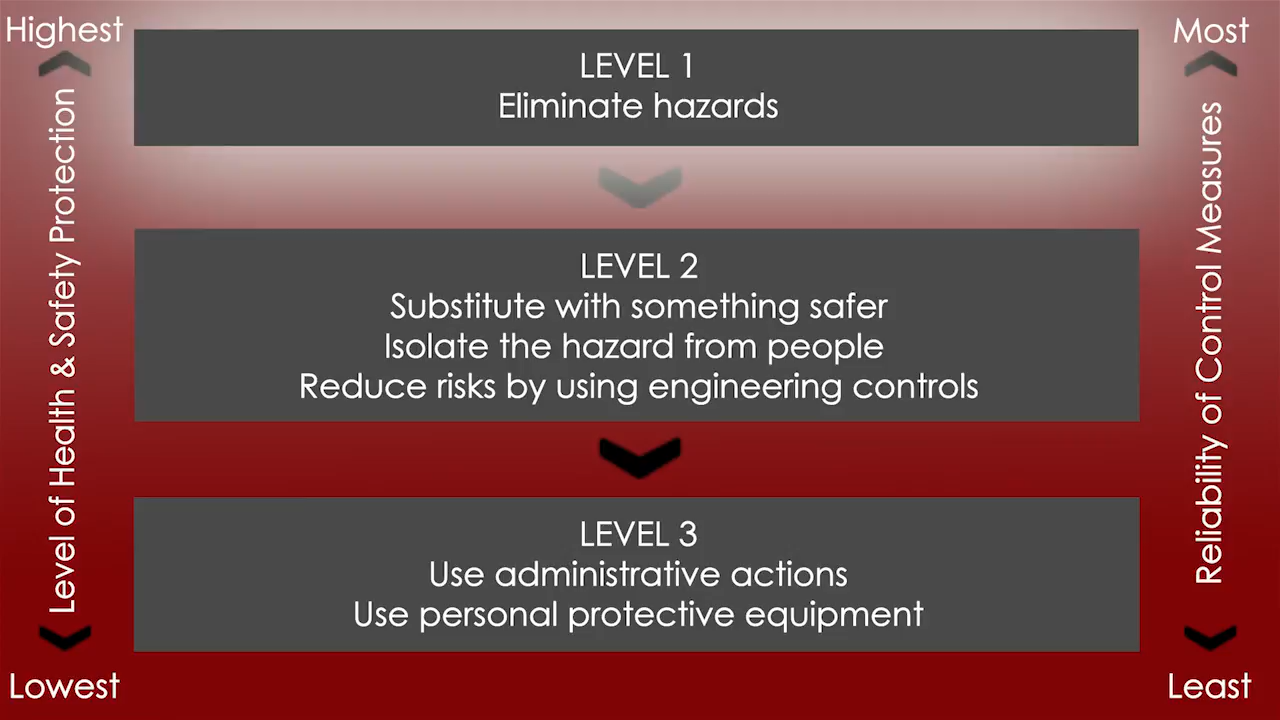 Highest
Most
LEVEL 1
Eliminate hazards
Level of Health & Safety Protection
Reliability of Control Measures
LEVEL 2
Substitute with something safer
Isolate the hazard from people
Reduce risks by using engineering controls
LEVEL 3
Use administrative actions
Use personal protective equipment
Lowest
Least